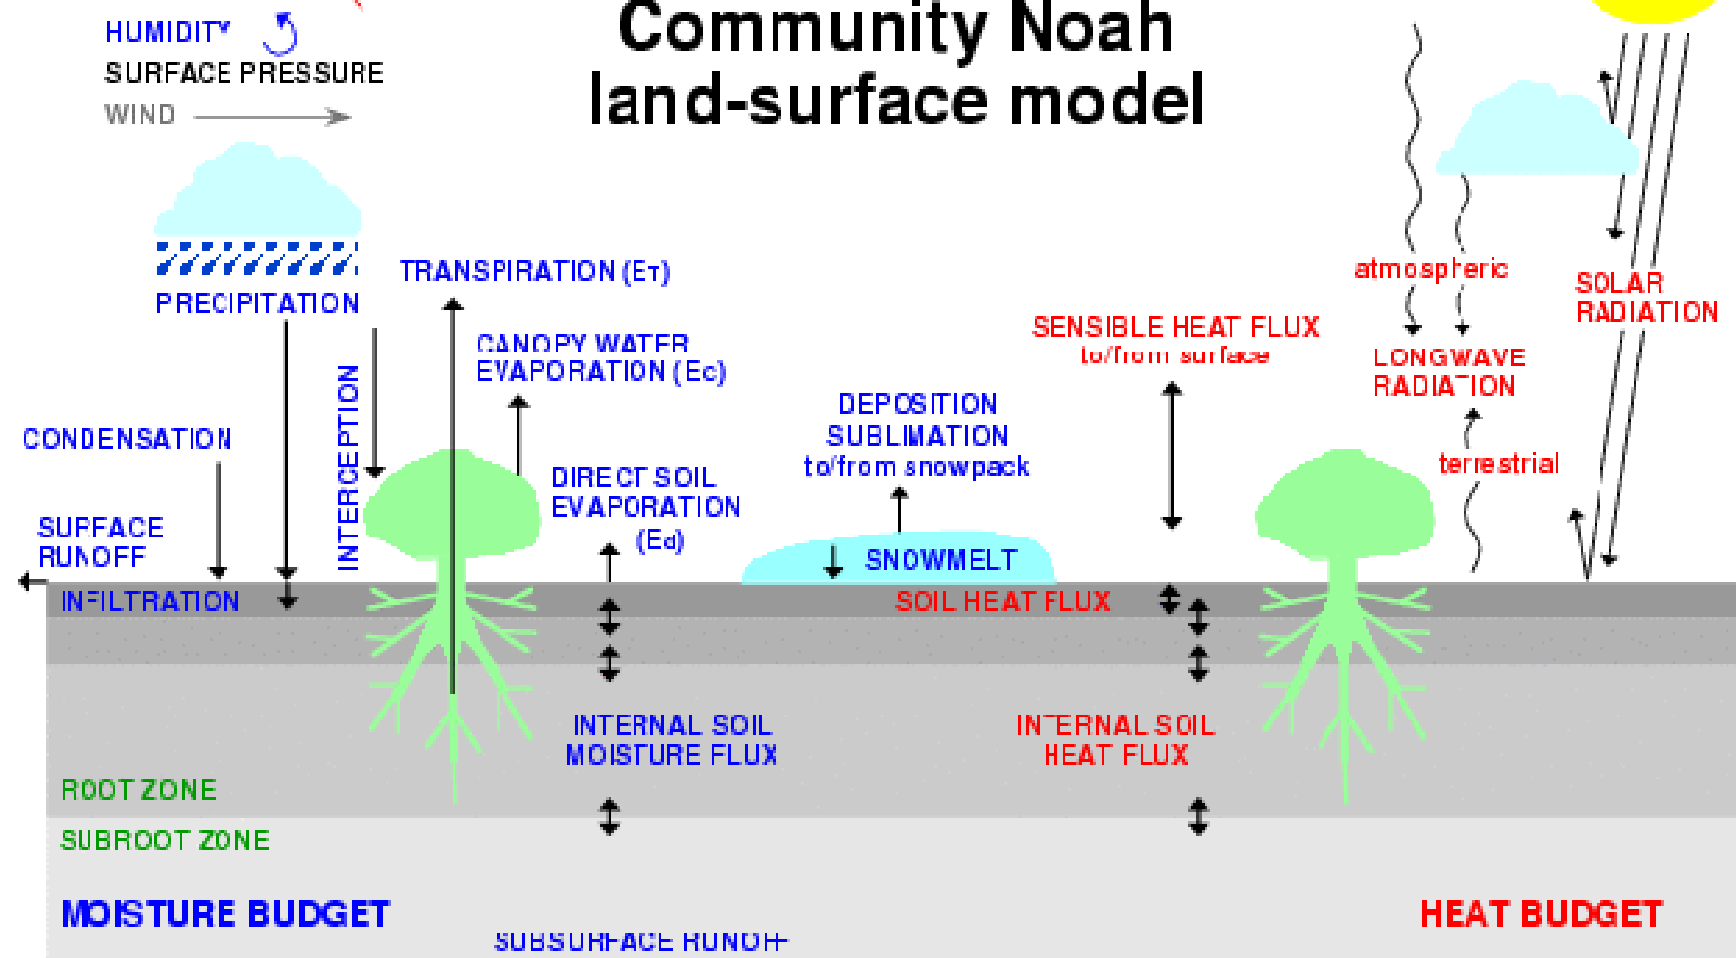 Community Noah
land-surface model
HUMIDITY
SURFACE PRESSURE
WIND
PRECIPITATION
TRANSPIRATION (ET)
CANOPY WATER
EVAPORATION (Ec)
INTERCEPTION
CONDENSATION
SURFACE
RUNOFF
DIRECT SOIL
EVAPORATION
(Ed)
DEPOSITION
SUBLIMATION
to/from snowpack
SNOWMELT
SENSIBLE HEAT FLUX
to/from surface
atmospheric
LONGWAVE
RADIATION
terrestrial
SOLAR
RADIATION
INFILTRATION
SOIL HEAT FLUX
INTERNAL SOIL
MOISTURE FLUX
INTERNAL SOIL
HEAT FLUX
ROOT ZONE
SUBROOT ZONE
MOISTURE BUDGET
HEAT BUDGET
SUBSURFACE RUNOFF